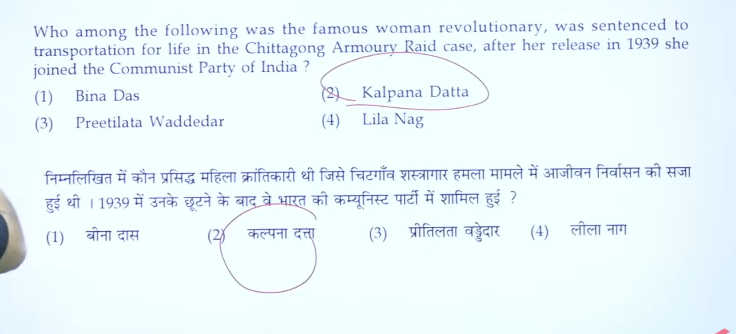 Who among the following was the famous woman revolutionary, was sentenced to
transportation for life in the Chittagong Armoury Raid case, after her release in 1939 she
joined the Communist Party of India ?
(1) Bina Das (2) Kalpana Datta
(3) Preetilata Waddedar (4) Lila Nag
निम्नलिखित में कौन प्रसिद्ध महिला क्रांतिकारी थी जिसे चिटगाँव शस्त्रागार हमला मामले में आजीवन निर्वासन की सजा
हुई थी । 1939 में उनके छूटने के बाद वे भारत की कम्यूनिस्ट पार्टी में शामिल हुई ?
(1) बीना दास (2) कल्पना दत्ता (3) प्रीतिलता वड्डेदार (4) लीला नाग